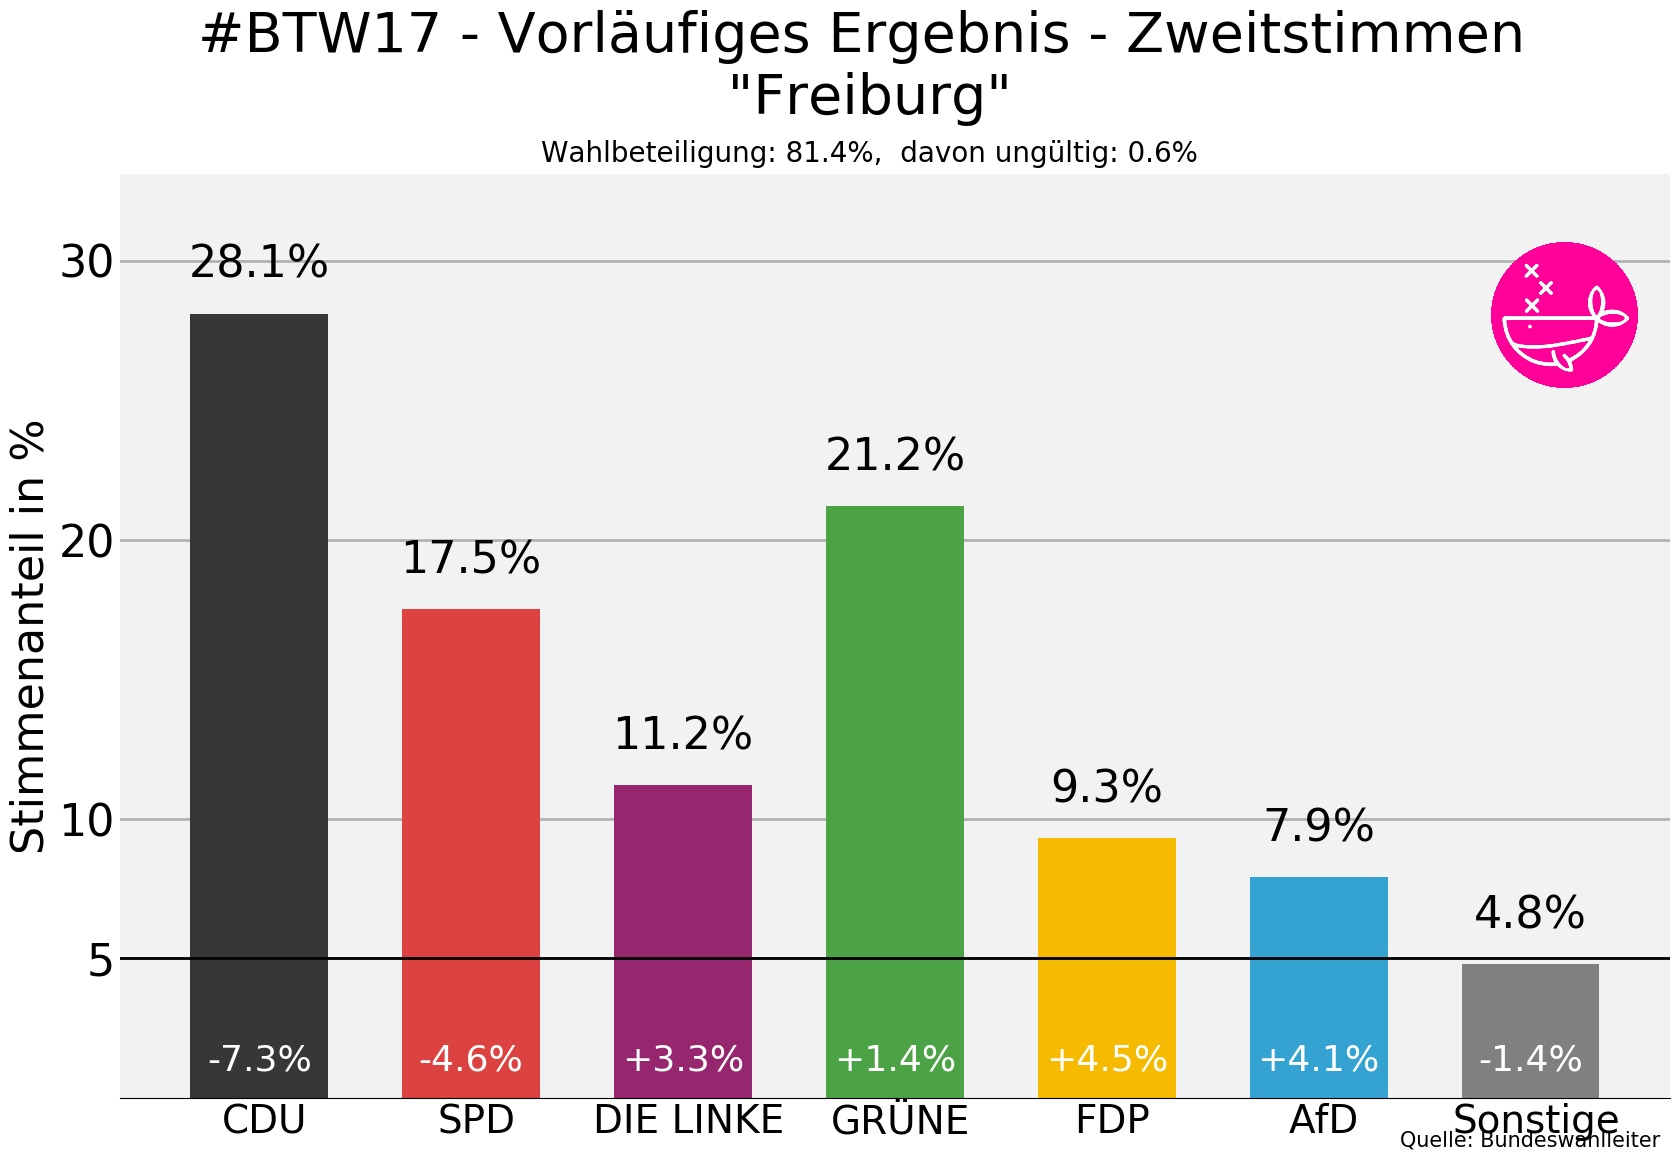 #BTW17 - Vorläufiges Ergebnis - Zweitstimmen
"Freiburg"
Wahlbeteiligung: 81.4%,  davon ungültig: 0.6%
Stimmenanteil in %
30
20
10
5
28.1%
17.5%
11.2%
21.2%
9.3%
7.9%
4.8%
-7.3%
-4.6%
+3.3%
+1.4%
+4.5%
+4.1%
-1.4%
CDU
SPD
DIE LINKE
GRÜNE
FDP
AfD
Sonstige
Quelle: Bundeswahlleiter